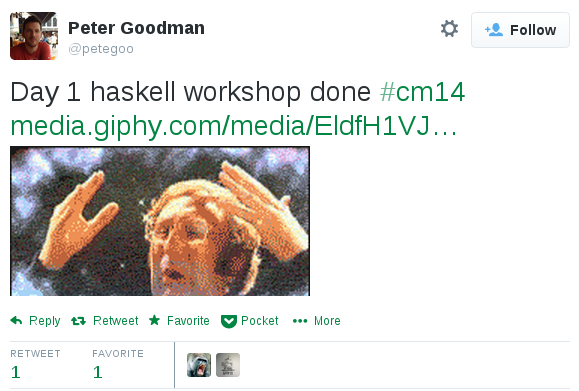 Peter Goodman
@petegoo
Follow
Day 1 haskell workshop done #cm14
media.giphy.com/media/EldfH1VJ…
Reply Retweet Favorite Pocket More
RETWEET FAVORITE
1 1